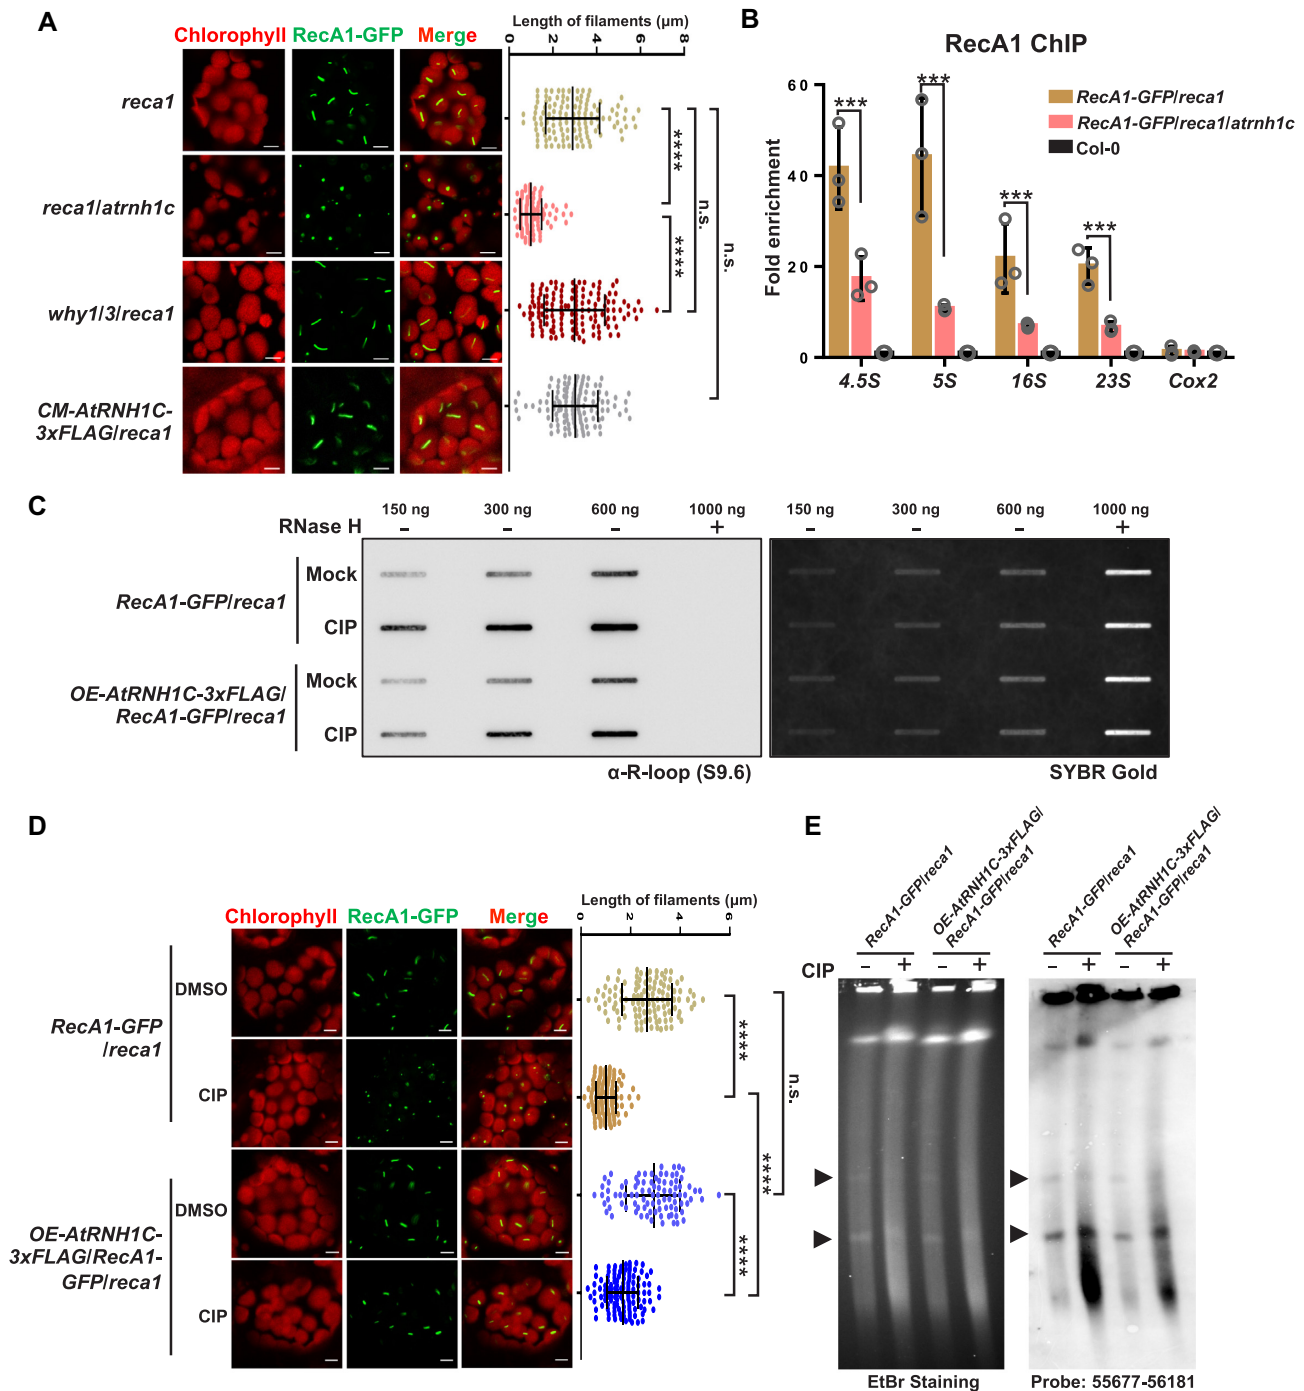 A
Length of filaments (μm)
0 2 4 6 8
Chlorophyll RecA1-GFP Merge
reca1
reca1/atrnh1c
why1/3/reca1
CM-AtRNH1C-
3xFLAG/reca1
****
****
n.s.
n.s.
B
RecA1 ChIP
Fold enrichment
60
40
20
0
***
***
***
***
RecA1-GFP/reca1
RecA1-GFP/reca1/atrnh1c
Col-0
4.5S 5S 16S 23S Cox2
C
150 ng 300 ng 600 ng 1000 ng 150 ng 300 ng 600 ng 1000 ng
RNase H − − − + − − − +
RecA1-GFP/reca1
Mock
CIP
OE-AtRNH1C-3xFLAG/
RecA1-GFP/reca1
Mock
CIP
α-R-loop (S9.6)
SYBR Gold
D
Length of filaments (μm)
0 2 4 6
Chlorophyll RecA1-GFP Merge
RecA1-GFP
/reca1
DMSO
CIP
OE-AtRNH1C-
3xFLAG/RecA1-
GFP/reca1
DMSO
CIP
****
****
****
n.s.
E
RecA1-GFP/reca1
OE-AtRNH1C-3xFLAG/
RecA1-GFP/reca1
RecA1-GFP/reca1
OE-AtRNH1C-3xFLAG/
RecA1-GFP/reca1
CIP − + − + − + − +
EtBr Staining
Probe: 55677-56181